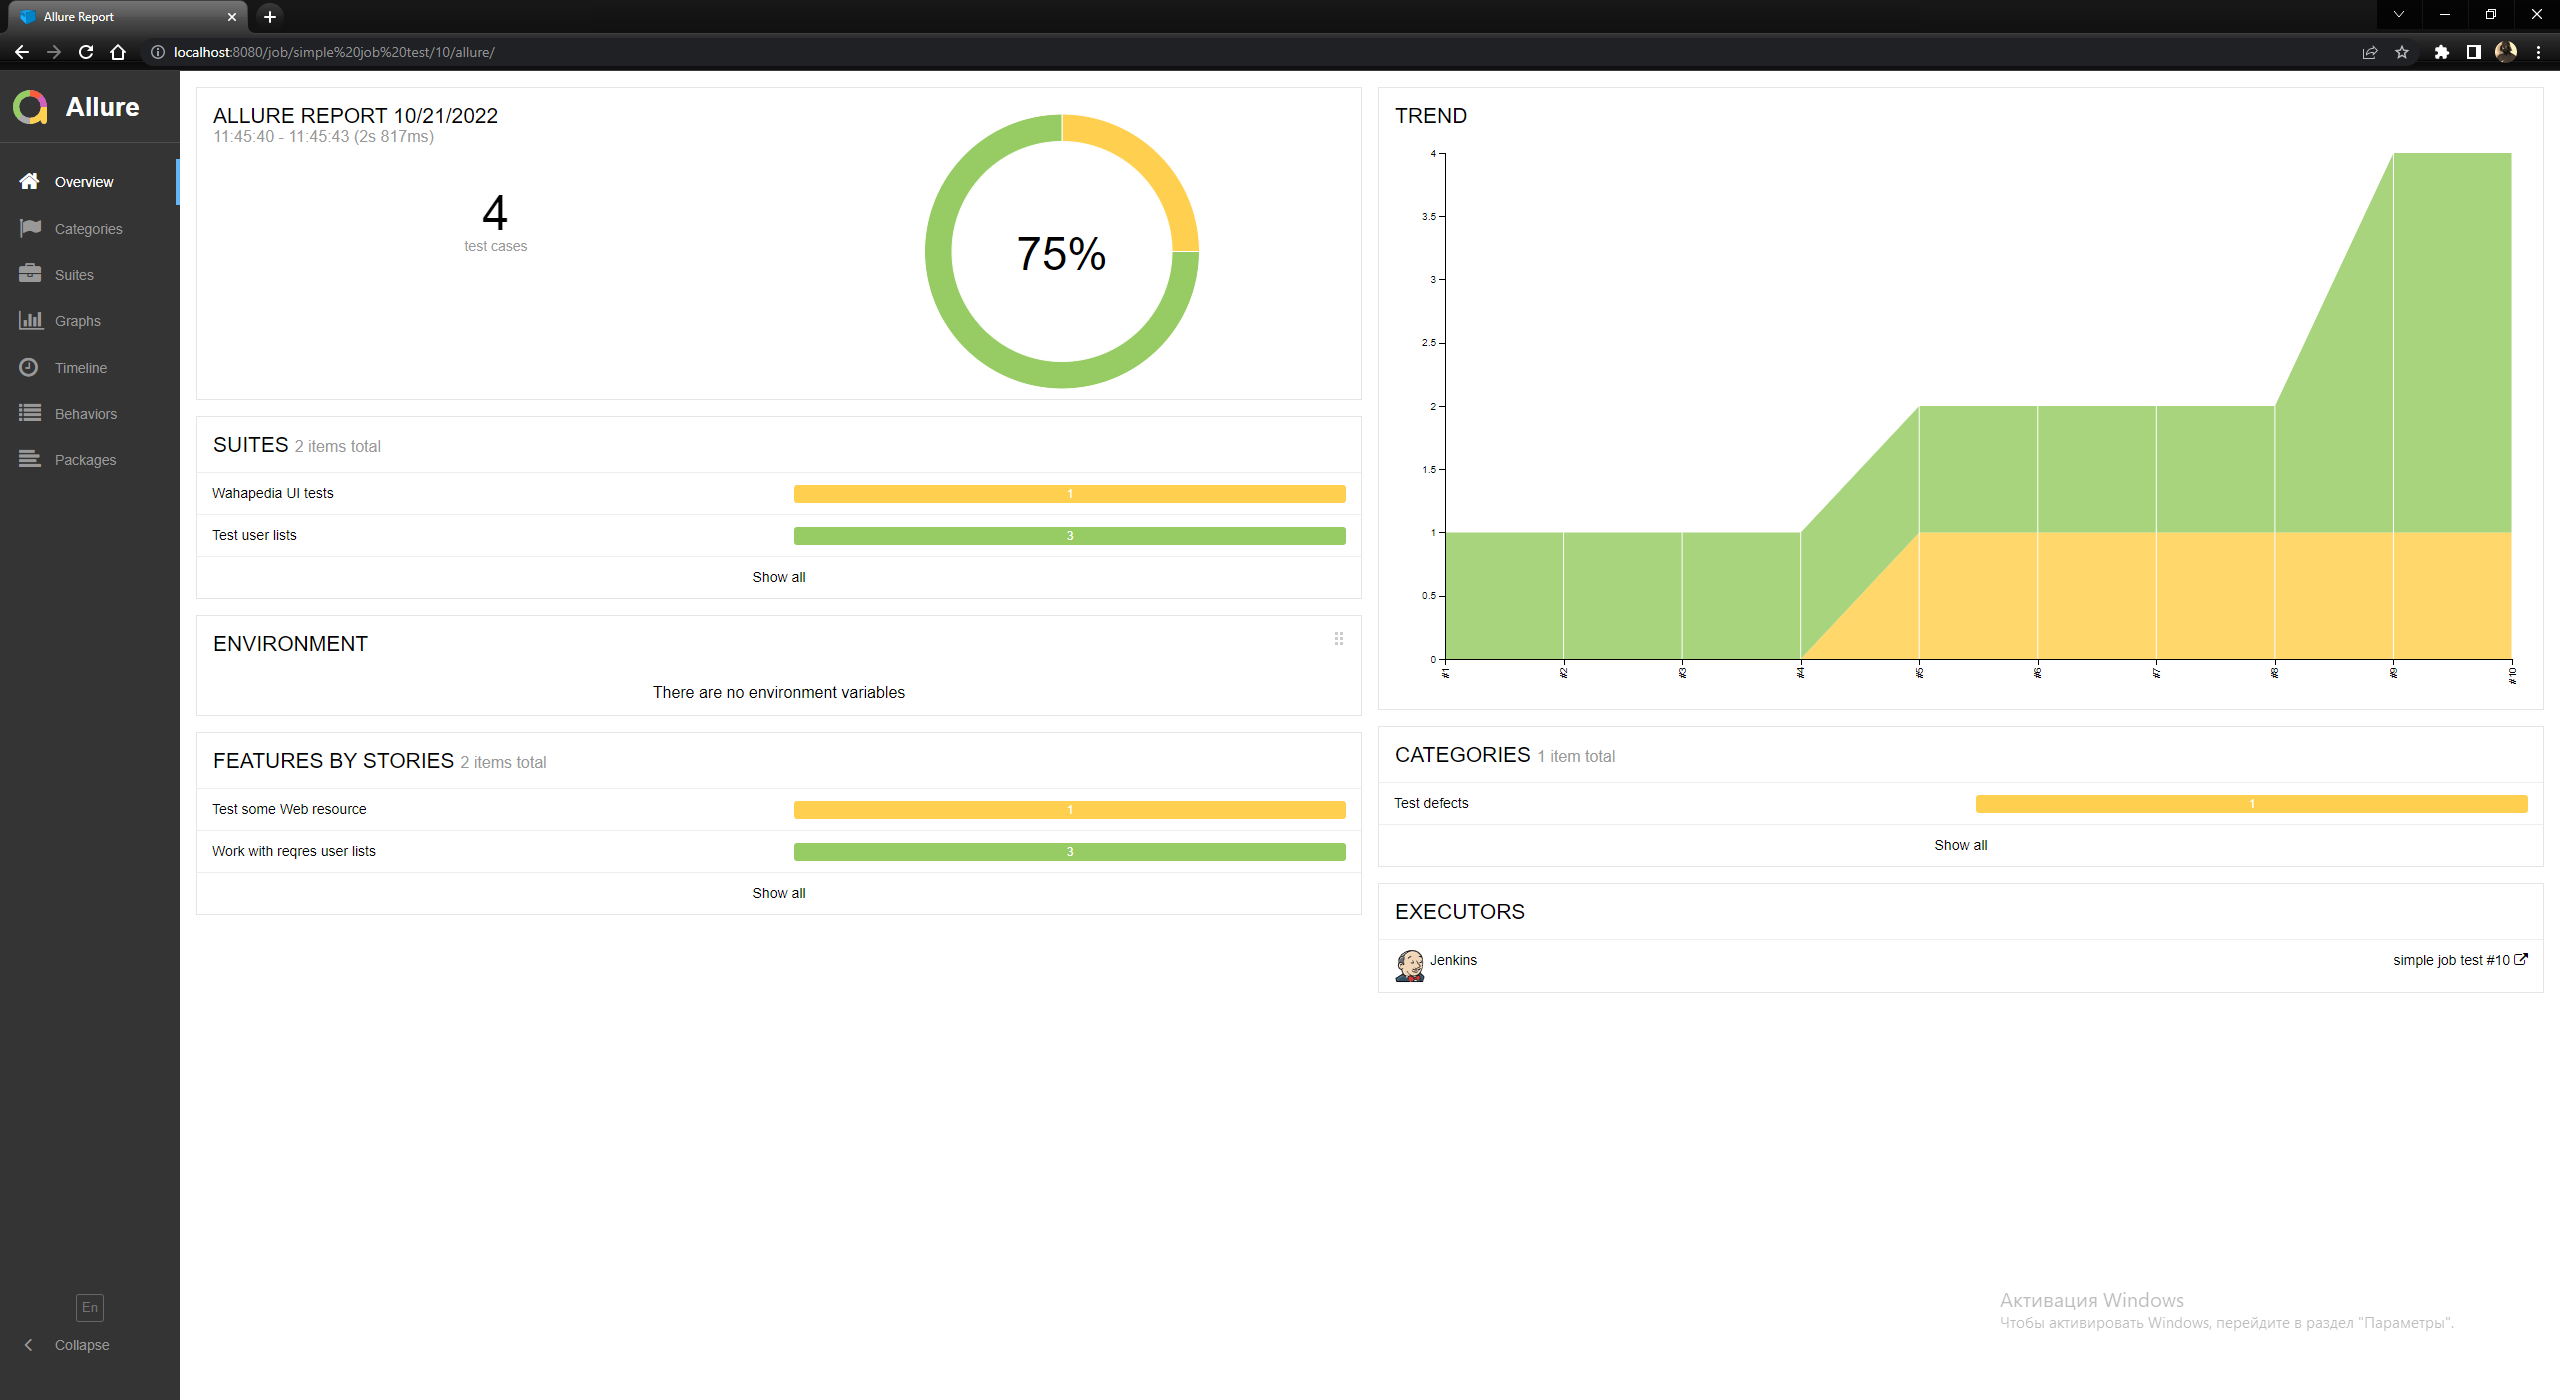 Allure Report
localhost:8080/job/simple%20job%20test/10/allure/
Allure
Overview
Categories
Suites
Graphs
Timeline
Behaviors
Packages
En
Collapse
ALLURE REPORT 10/21/2022
11:45:40 - 11:45:43 (2s 817ms)
4
test cases
75%
SUITES 2 items total
Wahapedia UI tests 1
Test user lists 3
Show all
ENVIRONMENT
There are no environment variables
FEATURES BY STORIES 2 items total
Test some Web resource 1
Work with reqres user lists 3
Show all
TREND
4
3.5
3
2.5
2
1.5
1
0.5
0
#1 #2 #3 #4 #5 #6 #7 #8 #9 #10
CATEGORIES 1 item total
Test defects 1
Show all
EXECUTORS
Jenkins simple job test #10
Активация Windows
Чтобы активировать Windows, перейдите в раздел "Параметры".